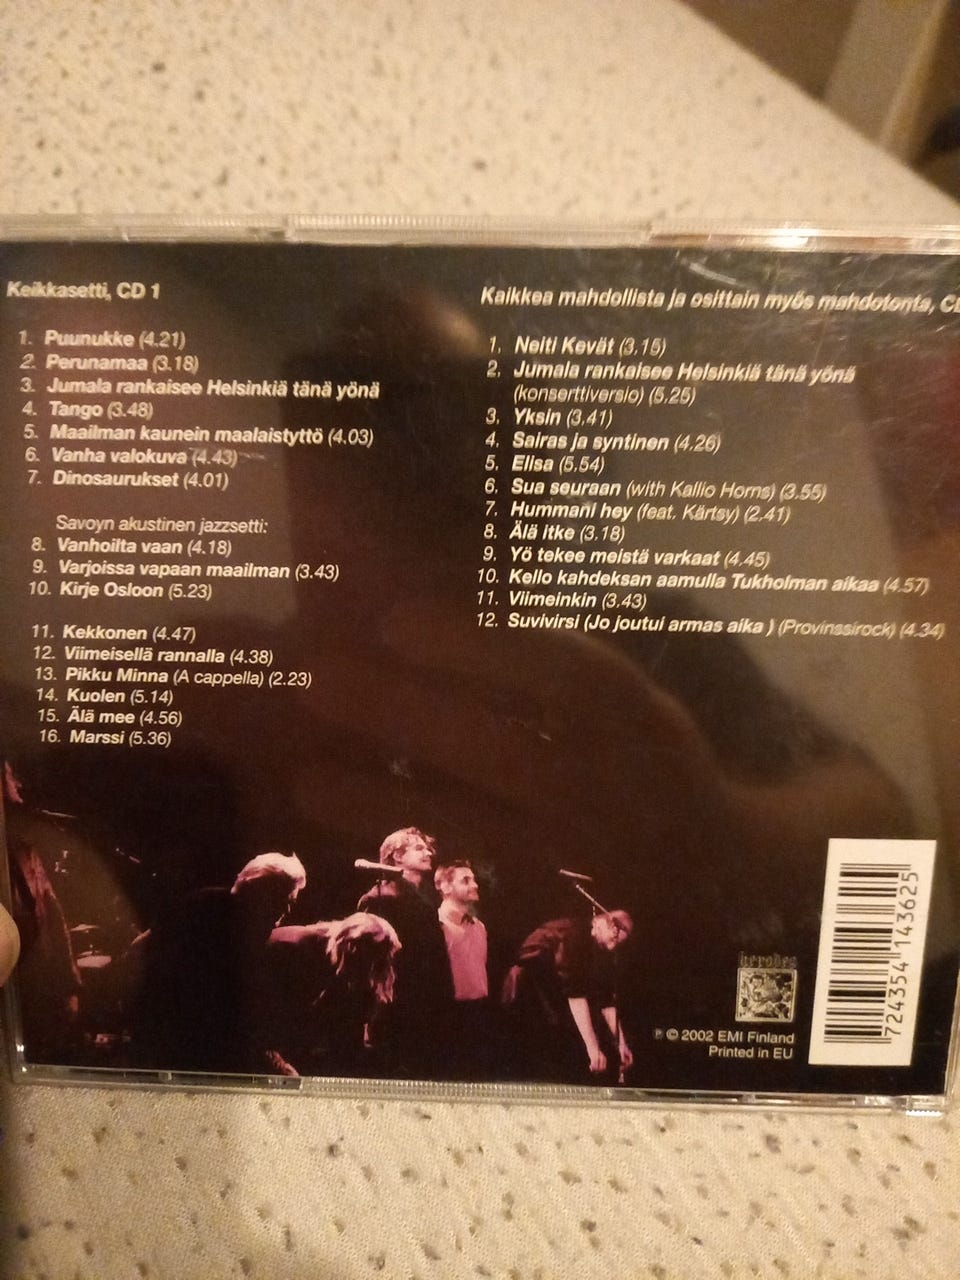 Keikkasetti, CD 1
1. Puunukke (4.21)
2. Perunamaa (3.18)
3. Jumala rankaisee Helsinkiä tänä yönä
4. Tango (3.48)
5. Maailman kaunein maalaistyttö (4.03)
6. Vanha valokuva (4.43)
7. Dinosaurukset (4.01)
Savoyn akustinen jazzsetti:
8. Vanhoilta vaan (4.18)
9. Varjoissa vapaan maailman (3.43)
10. Kirje Osloon (5.23)
11. Kekkonen (4.47)
12. Viimeisellä rannalla (4.38)
13. Pikku Minna (A cappella) (2.23)
14. Kuolen (5.14)
15. Älä mee (4.56)
16. Marssi (5.36)
Kaikkea mahdollista ja osittain myös mahdotonta, CD
1. Neiti Kevät (3.15)
2. Jumala rankaisee Helsinkiä tänä yönä
(konserttiversio) (5.25)
3. Yksin (3.41)
4. Sairas ja syntinen (4.26)
5. Elisa (5.54)
6. Sua seuraan (with Kallio Horns) (3.55)
7. Hummani hey (feat. Kärtsy) (2.41)
8. Älä itke (3.18)
9. Yö tekee meistä varkaat (4.45)
10. Kello kahdeksan aamulla Tukholman aikaa (4.57)
11. Viimeinkin (3.43)
12. Suvivirsi (Jo joutui armas aika ) (Provinssirock) (4.34)
herodes
℗ © 2002 EMI Finland
Printed in EU
7 24354 14362 5